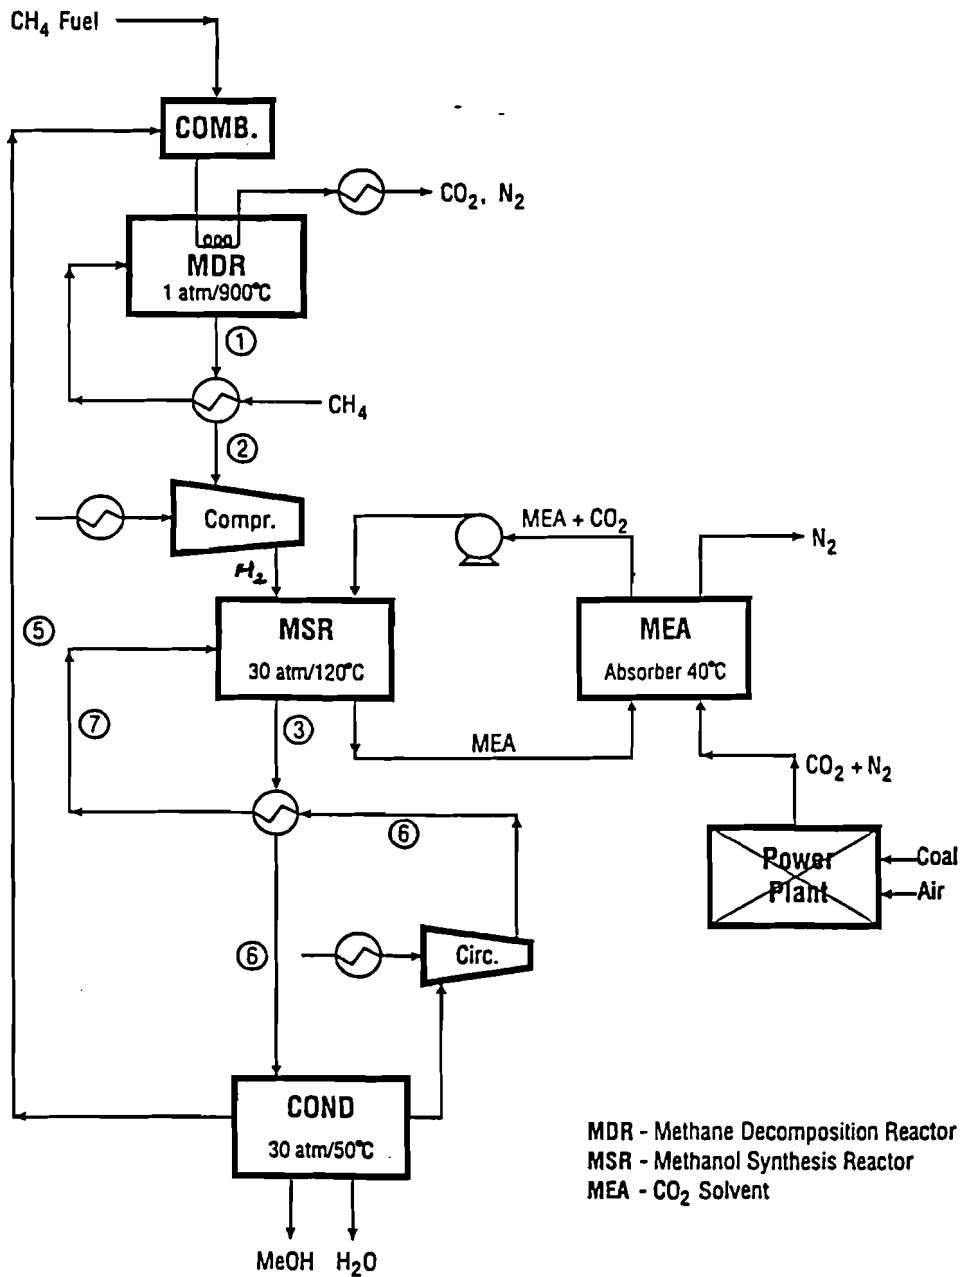 CH₄ Fuel
COMB.
CO₂, N₂
MDR
1 atm/900°C
①
CH₄
②
Compr.
MEA + CO₂
N₂
H₂
MSR
30 atm/120°C
MEA
Absorber 40°C
⑤
③
⑦
MEA
CO₂ + N₂
⑥
Power
Plant
Coal
Air
⑥
Circ.
COND
30 atm/50°C
MDR - Methane Decomposition Reactor
MSR - Methanol Synthesis Reactor
MEA - CO₂ Solvent
MeOH H₂O